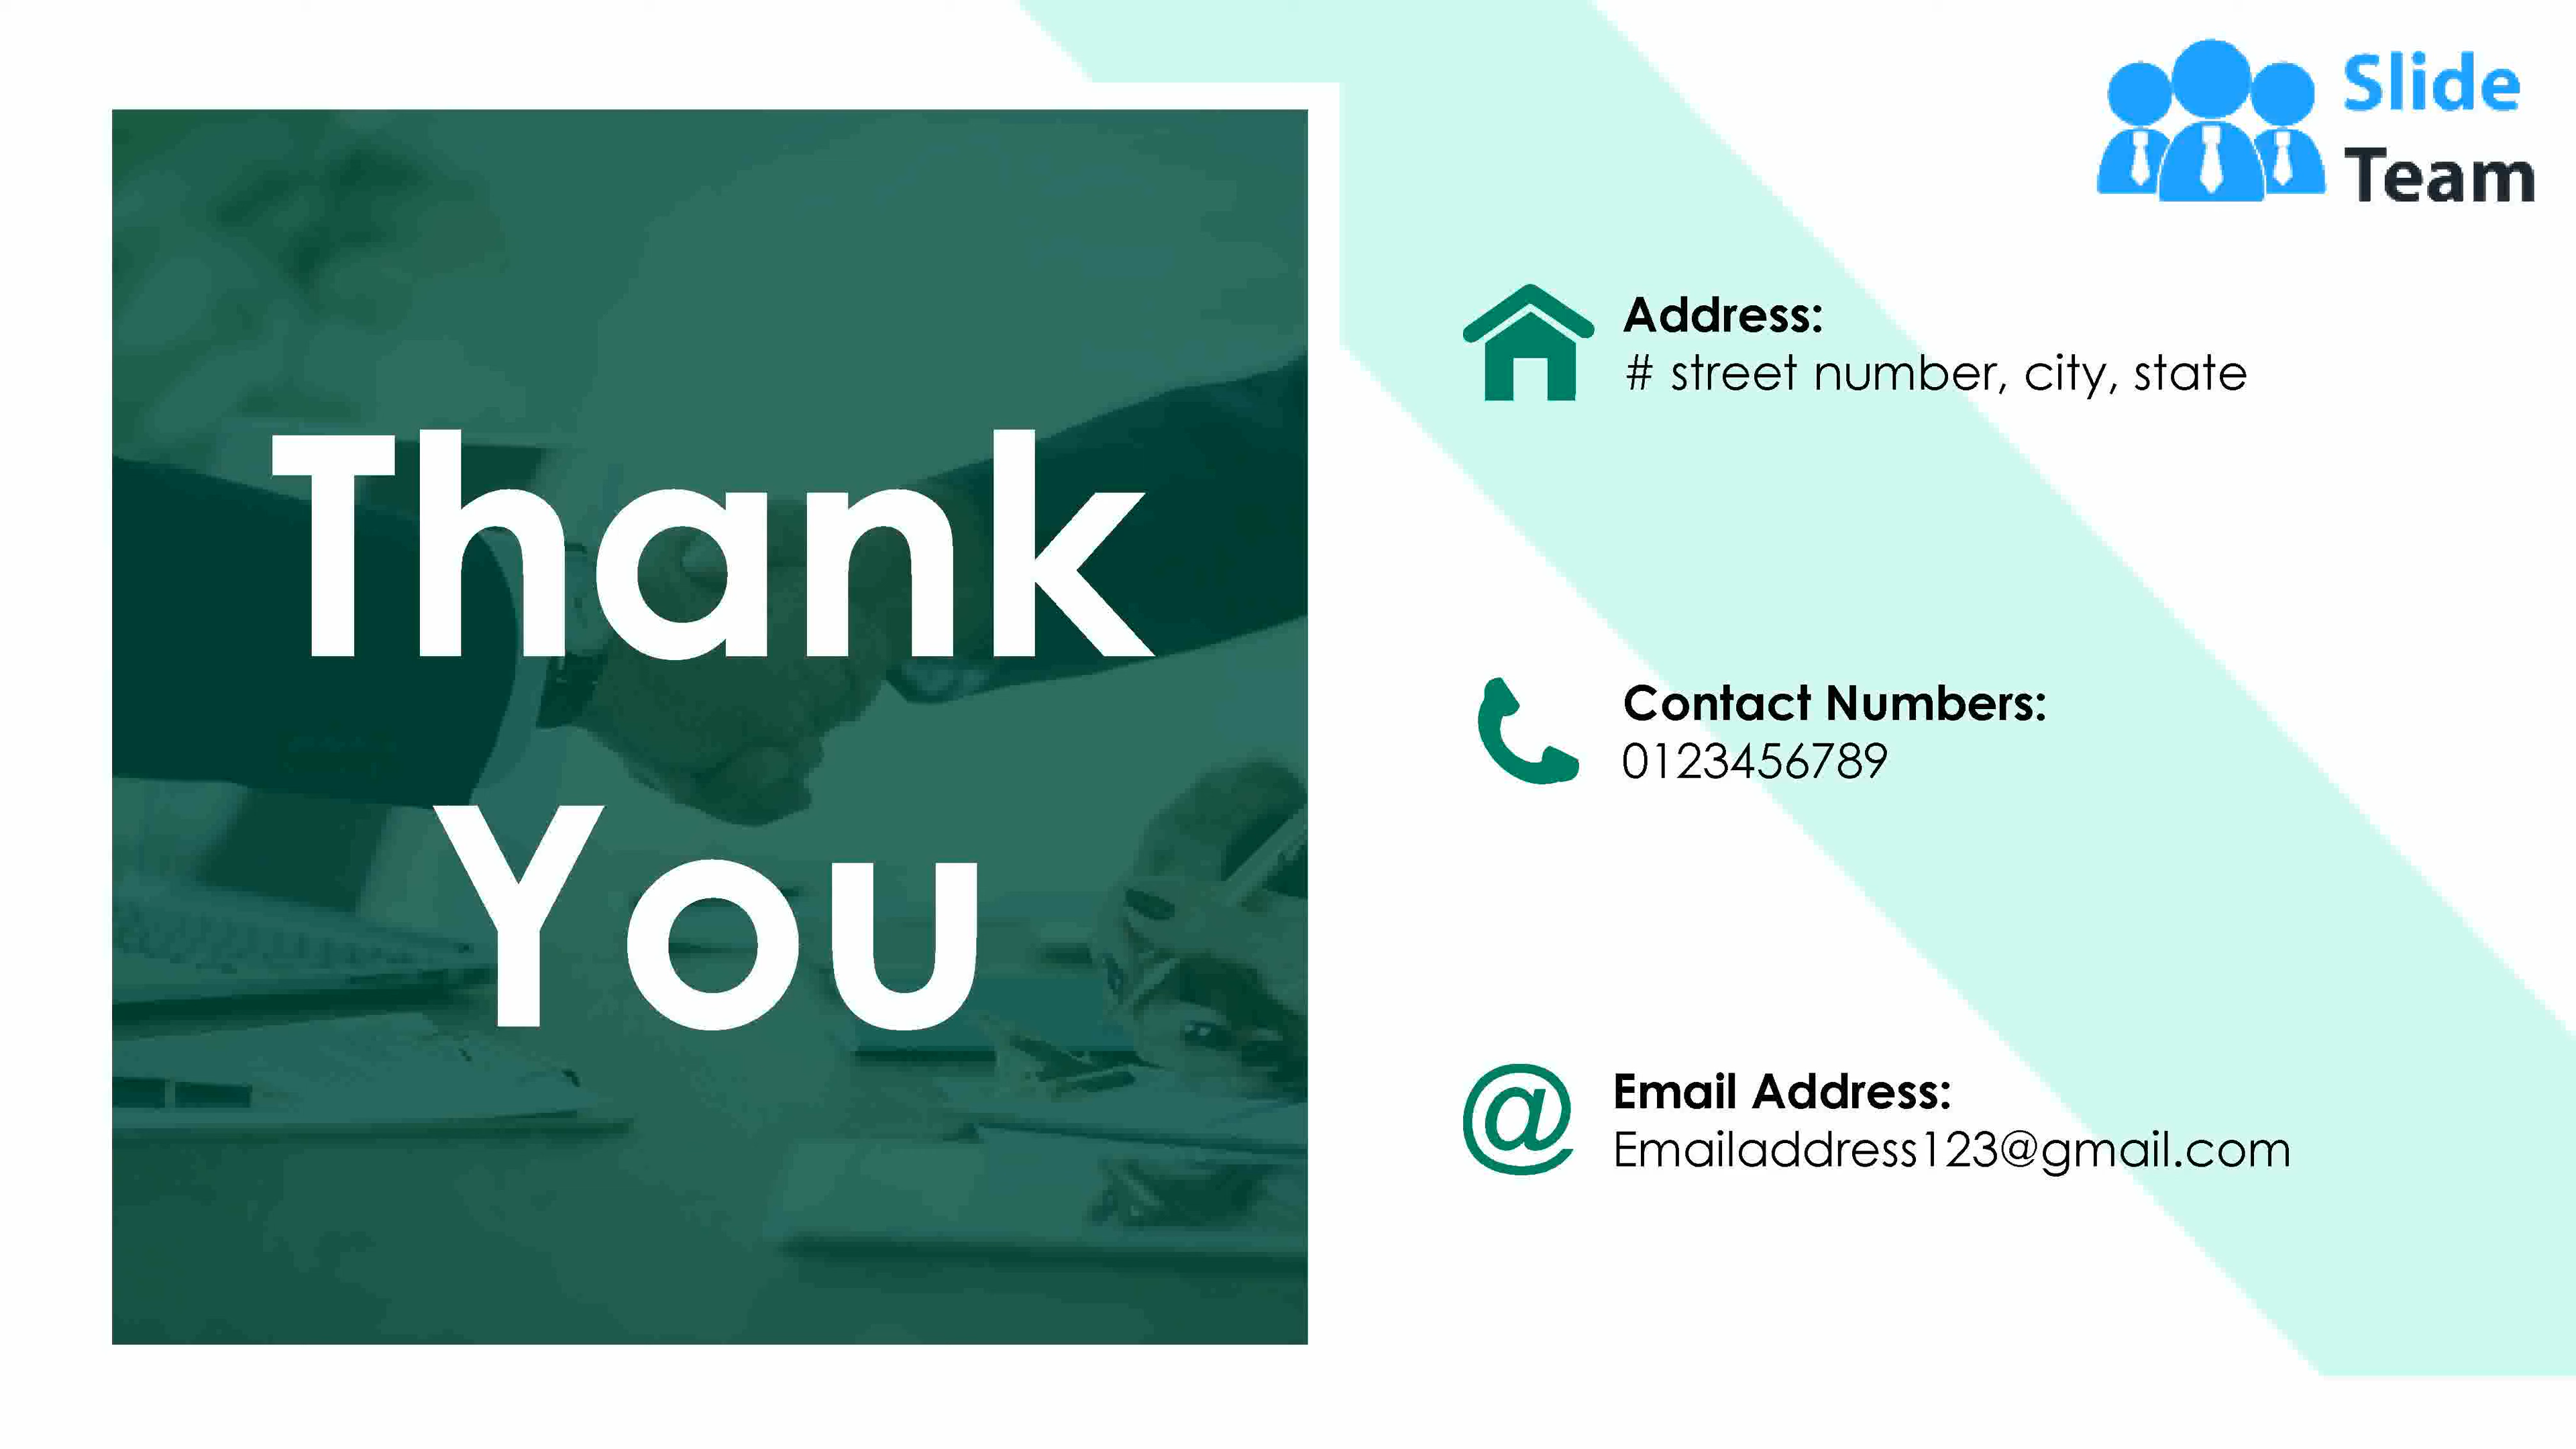 Slide
Team
Thank
You
Address:
# street number, city, state
Contact Numbers:
0123456789
Email Address:
Emailaddress123@gmail.com